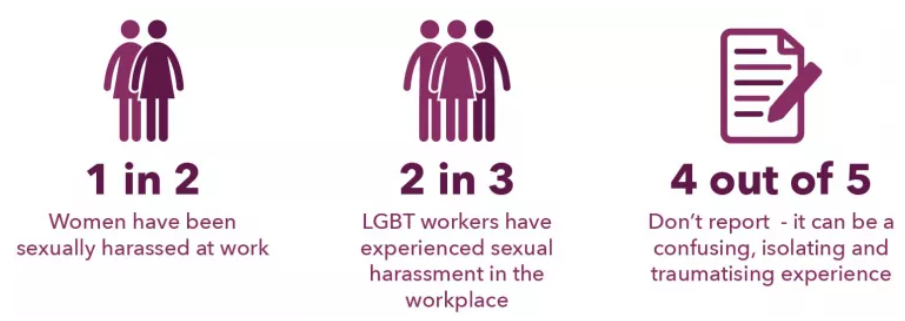 1 in 2
Women have been
sexually harassed at work
2 in 3
LGBT workers have
experienced sexual
harassment in the
workplace
4 out of 5
Don't report - it can be a
confusing, isolating and
traumatising experience